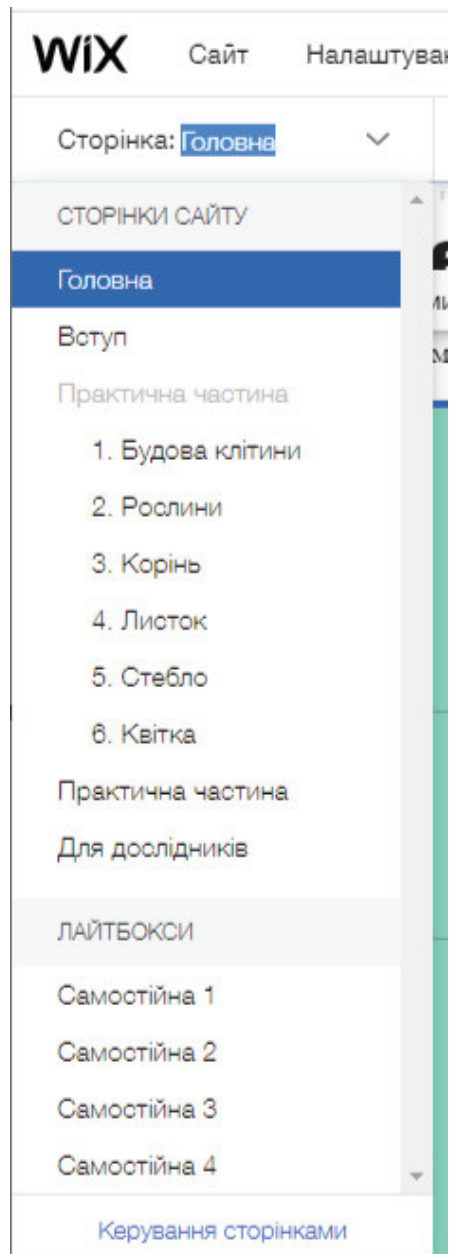 WiX Сайт Налаштува
Сторінка: Головна
СТОРІНКИ САЙТУ
Головна
Вступ
Практична частина
1. Будова клітини
2. Рослини
3. Корінь
4. Листок
5. Стебло
6. Квітка
Практична частина
Для дослідників
ЛАЙТБОКСИ
Самостійна 1
Самостійна 2
Самостійна 3
Самостійна 4
Керування сторінками